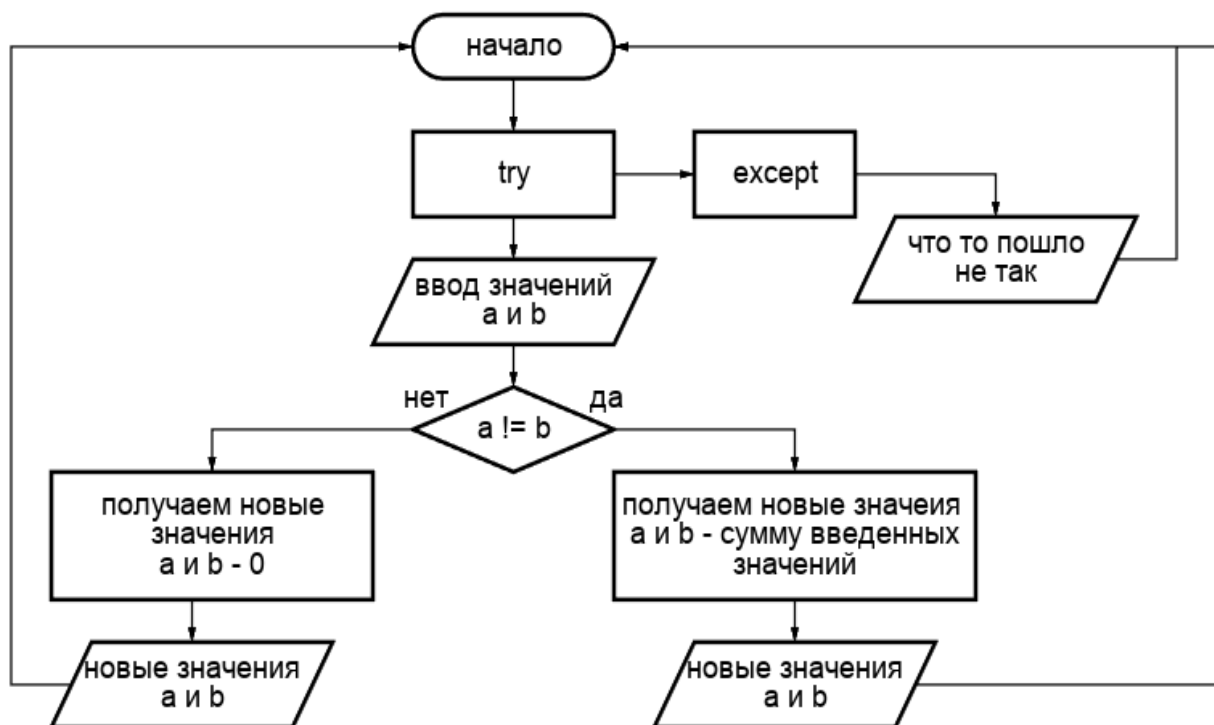 начало
try
except
что то пошло
не так
ввод значений
a и b
нет
да
a != b
получаем новые
значения
a и b - 0
получаем новые значеия
a и b - сумму введенных
значений
новые значения
a и b
новые значения
a и b